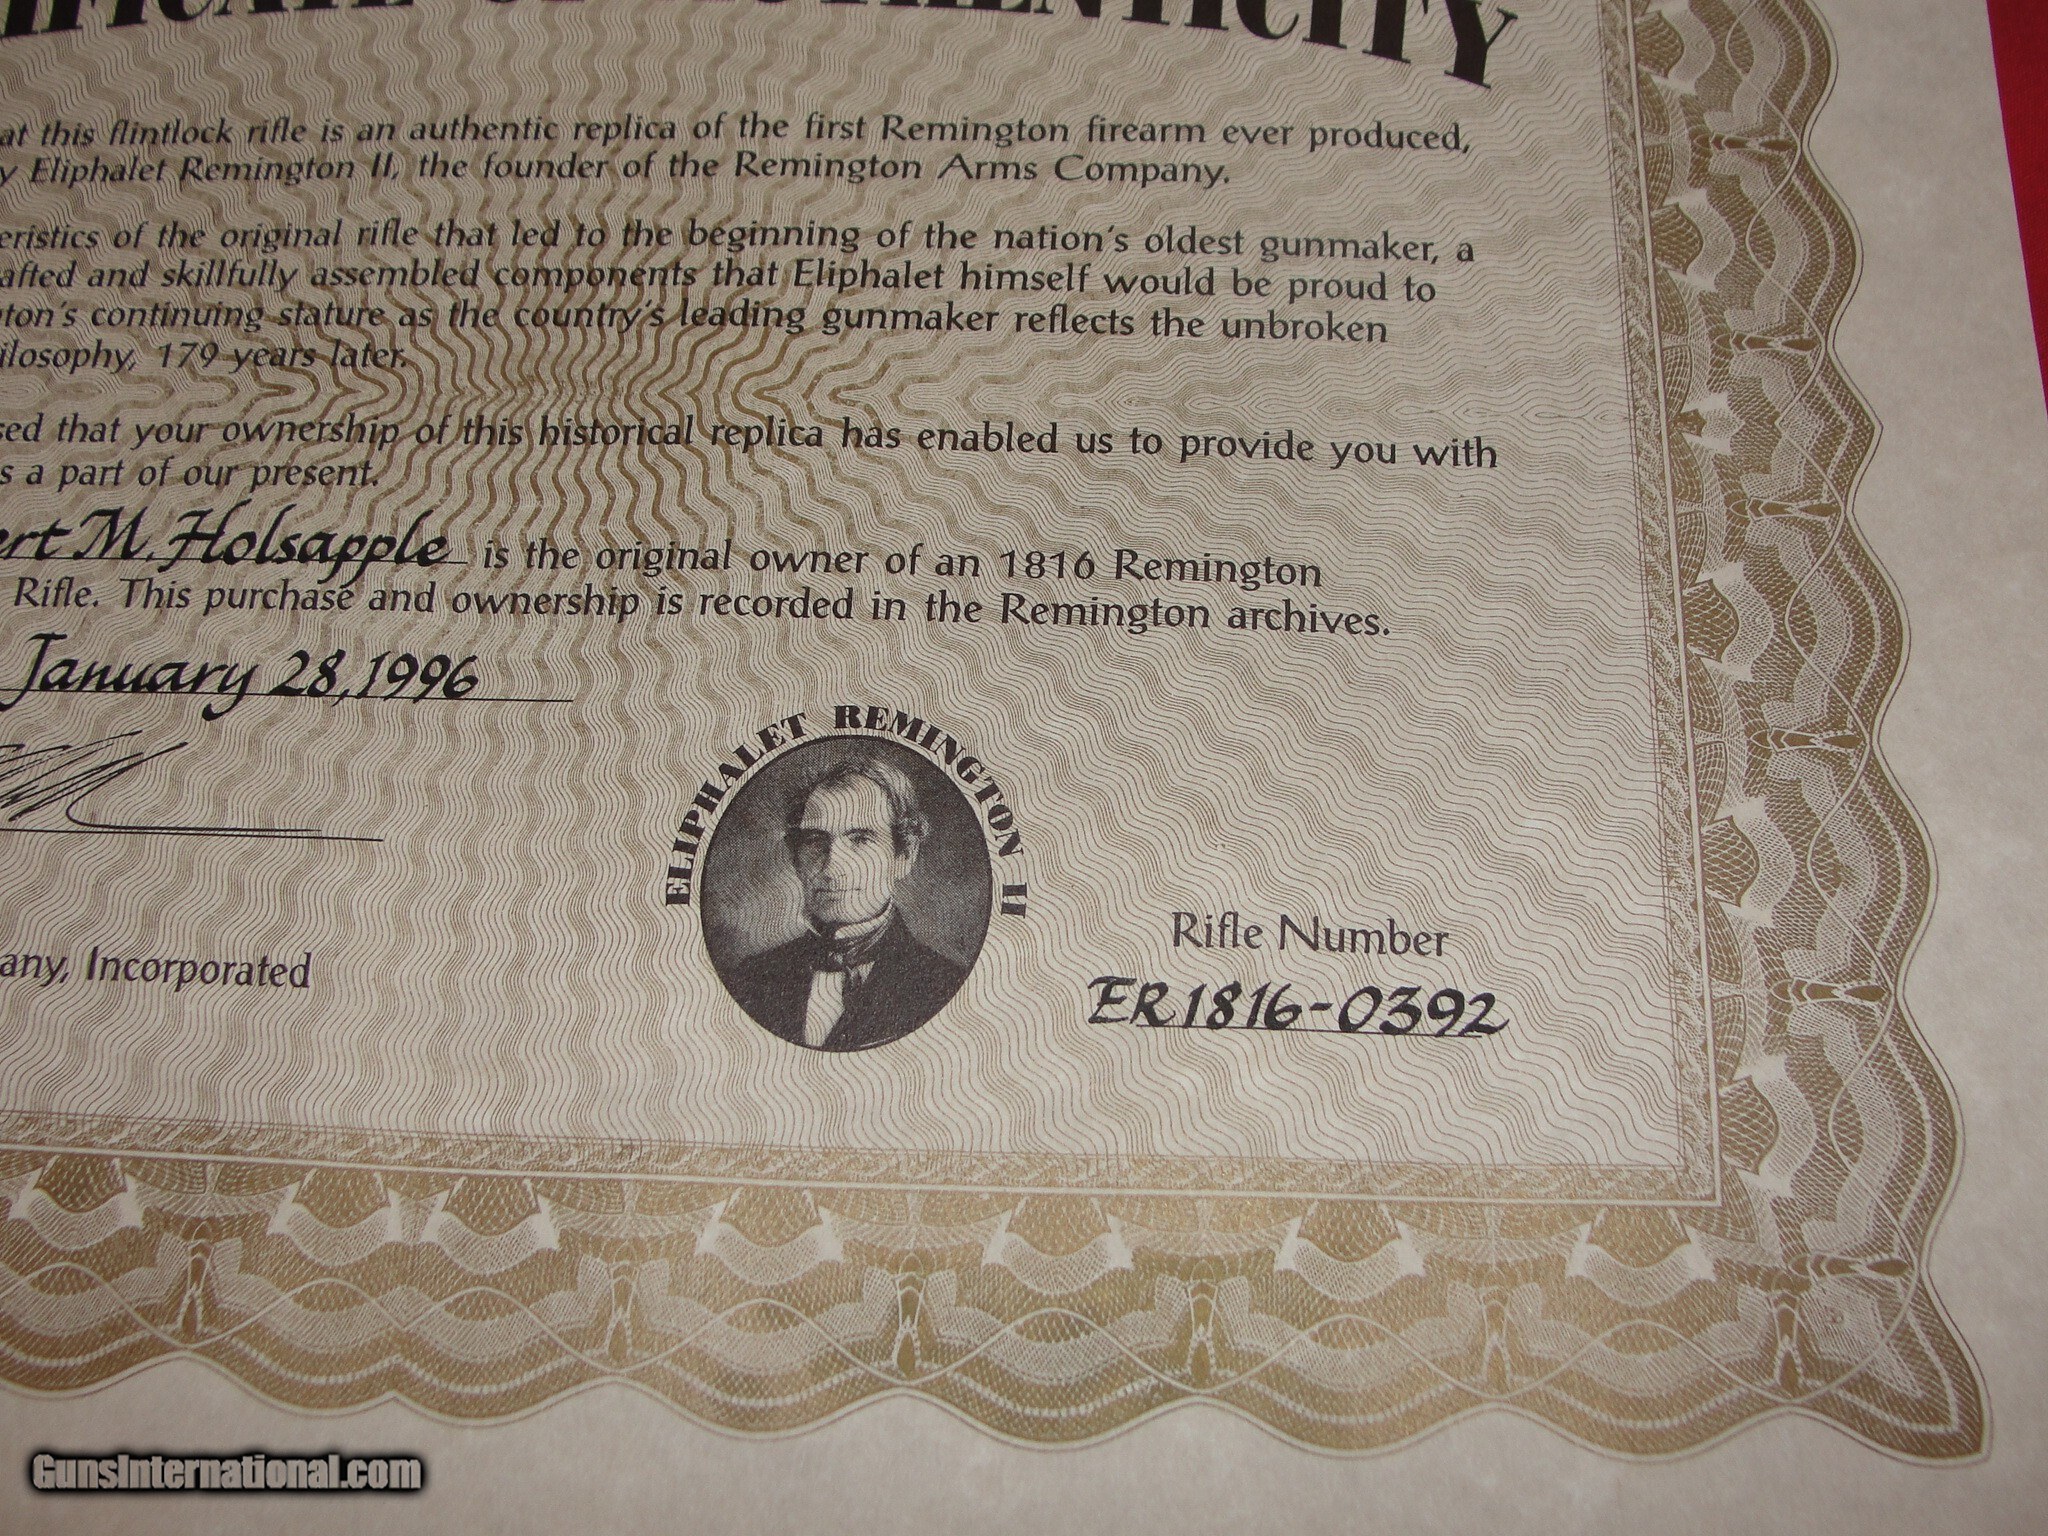 IFICATE OF AUTHENTICITY
at this flintlock rifle is an authentic replica of the first Remington firearm ever produced,
y Eliphalet Remington II, the founder of the Remington Arms Company.
eristics of the original rifle that led to the beginning of the nation's oldest gunmaker, a
afted and skillfully assembled components that Eliphalet himself would be proud to
ton's continuing stature as the country's leading gunmaker reflects the unbroken
ilosophy, 179 years later.
sed that your ownership of this historical replica has enabled us to provide you with
s a part of our present.
ert M. Holsapple is the original owner of an 1816 Remington
Rifle. This purchase and ownership is recorded in the Remington archives.
January 28, 1996
ELIPHALET REMINGTON II
Rifle Number
ER1816-0392
any, Incorporated
GunsInternational.com